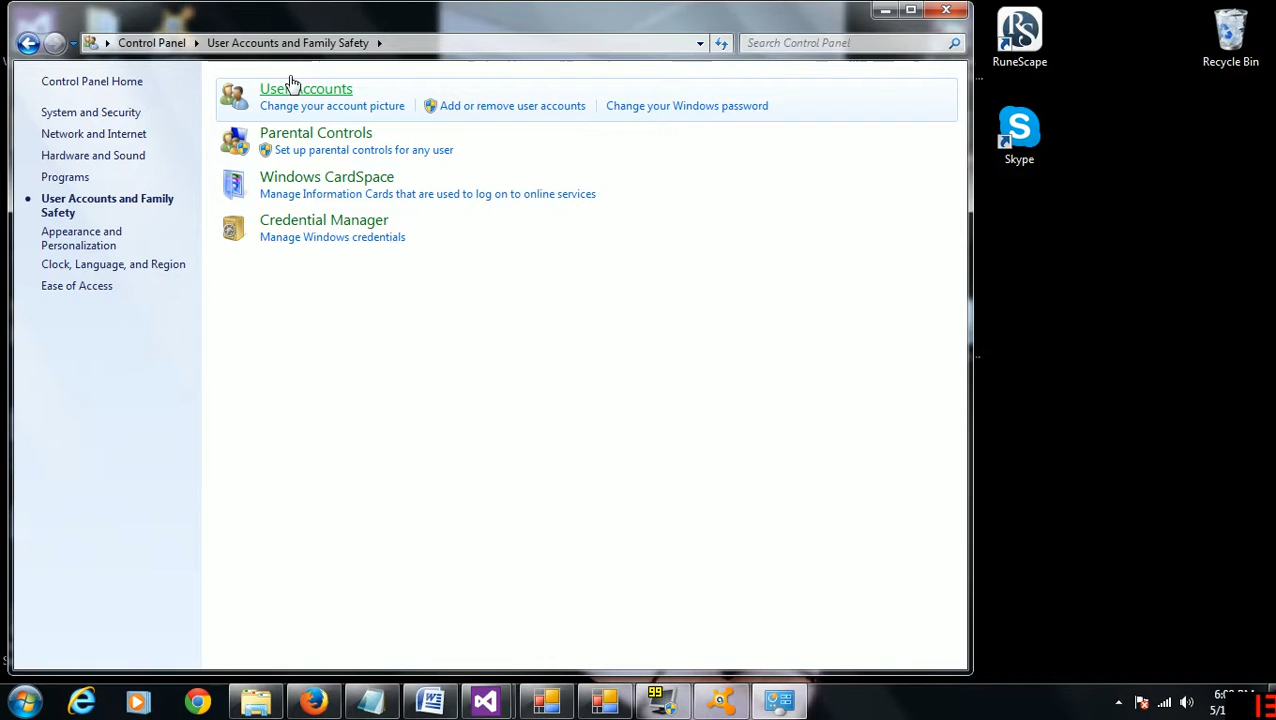 Control Panel User Accounts and Family Safety
Search Control Panel
Control Panel Home
System and Security
Network and Internet
Hardware and Sound
Programs
User Accounts and Family
Safety
Appearance and
Personalization
Clock, Language, and Region
Ease of Access
User Accounts
Change your account picture
Add or remove user accounts
Change your Windows password
Parental Controls
Set up parental controls for any user
Windows CardSpace
Manage Information Cards that are used to log on to online services
Credential Manager
Manage Windows credentials
RuneScape
Recycle Bin
Skype
99
5/1
13